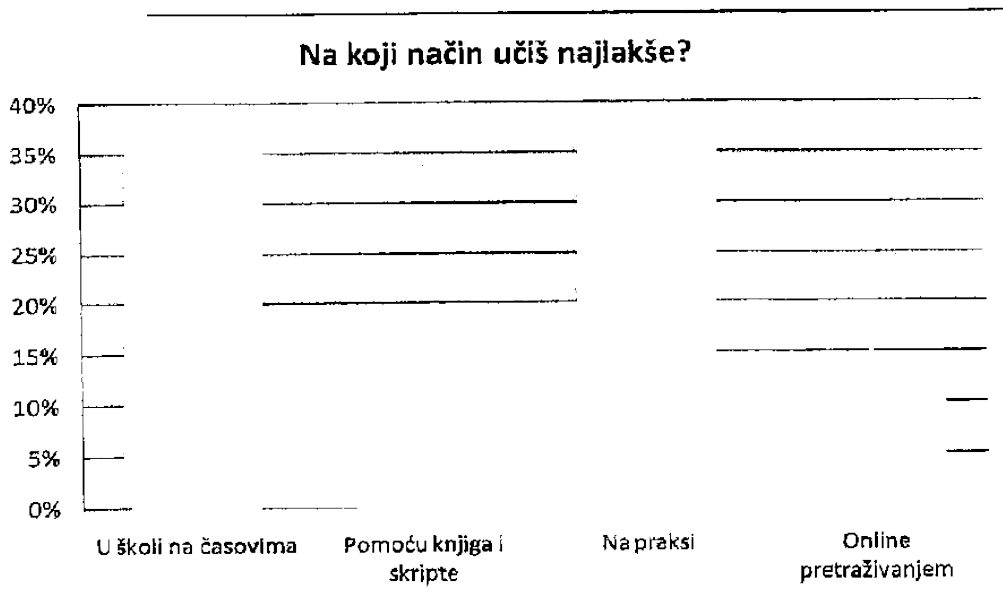 Na koji način učiš najlakše?
40%
35%
30%
25%
20%
15%
10%
5%
0%
U školi na časovima
Pomoću knjiga i
skripte
Na praksi
Online
pretraživanjem